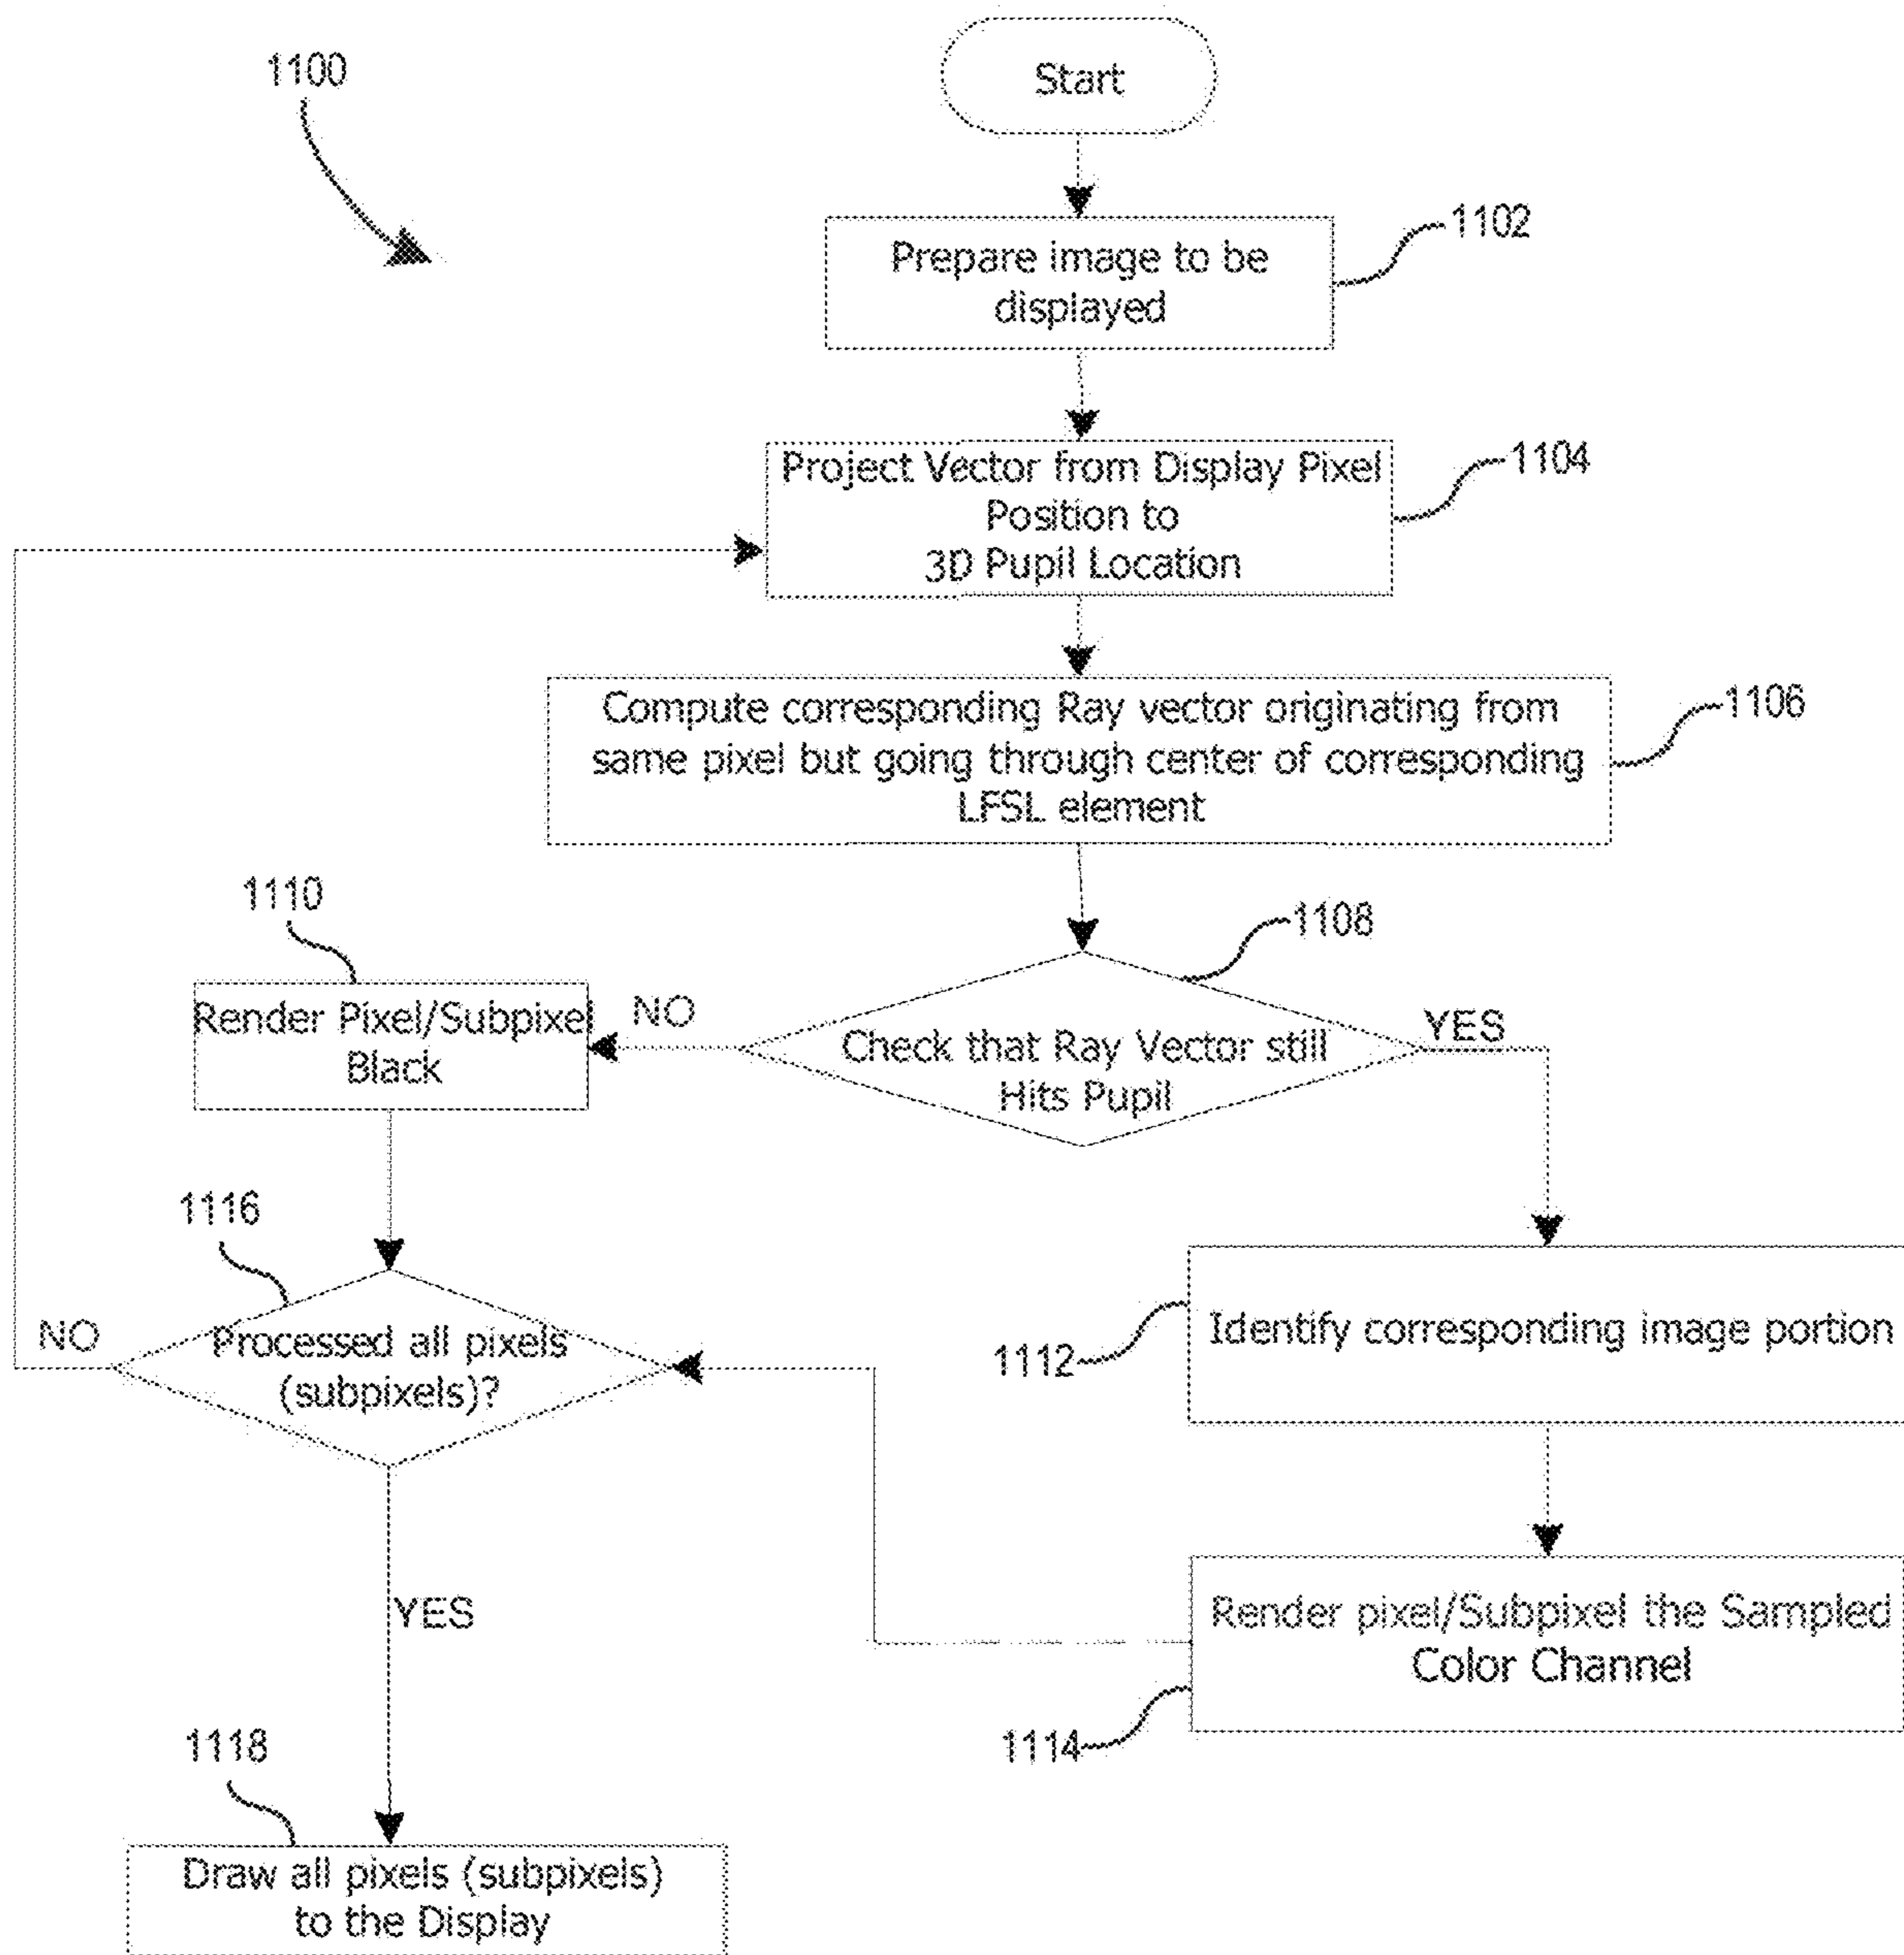 1100
Start
1102
Prepare image to be
displayed
1104
Project Vector from Display Pixel
Position to
3D Pupil Location
1106
Compute corresponding Ray vector originating from
same pixel but going through center of corresponding
LFSL element
1108
Check that Ray Vector still
Hits Pupil
NO
YES
1110
Render Pixel/Subpixel
Black
1116
Processed all pixels
(subpixels)?
NO
YES
1112
Identify corresponding image portion
1114
Render pixel/Subpixel the Sampled
Color Channel
1118
Draw all pixels (subpixels)
to the Display